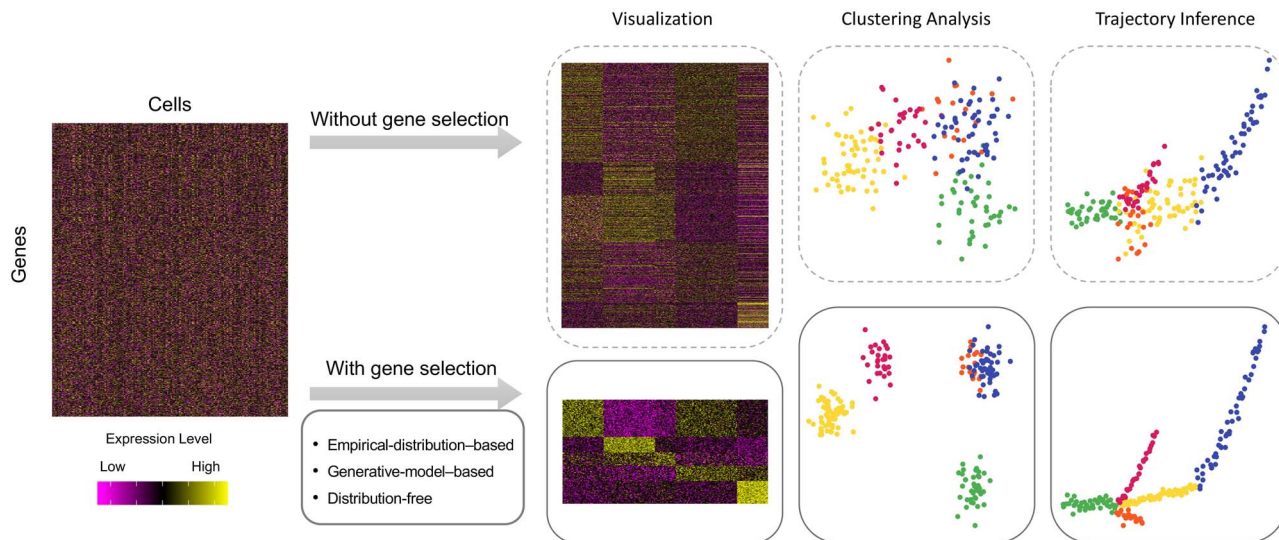 Visualization
Clustering Analysis
Trajectory Inference
Cells
Genes
Without gene selection
With gene selection
Expression Level
Low
High
• Empirical-distribution–based
• Generative-model–based
• Distribution-free